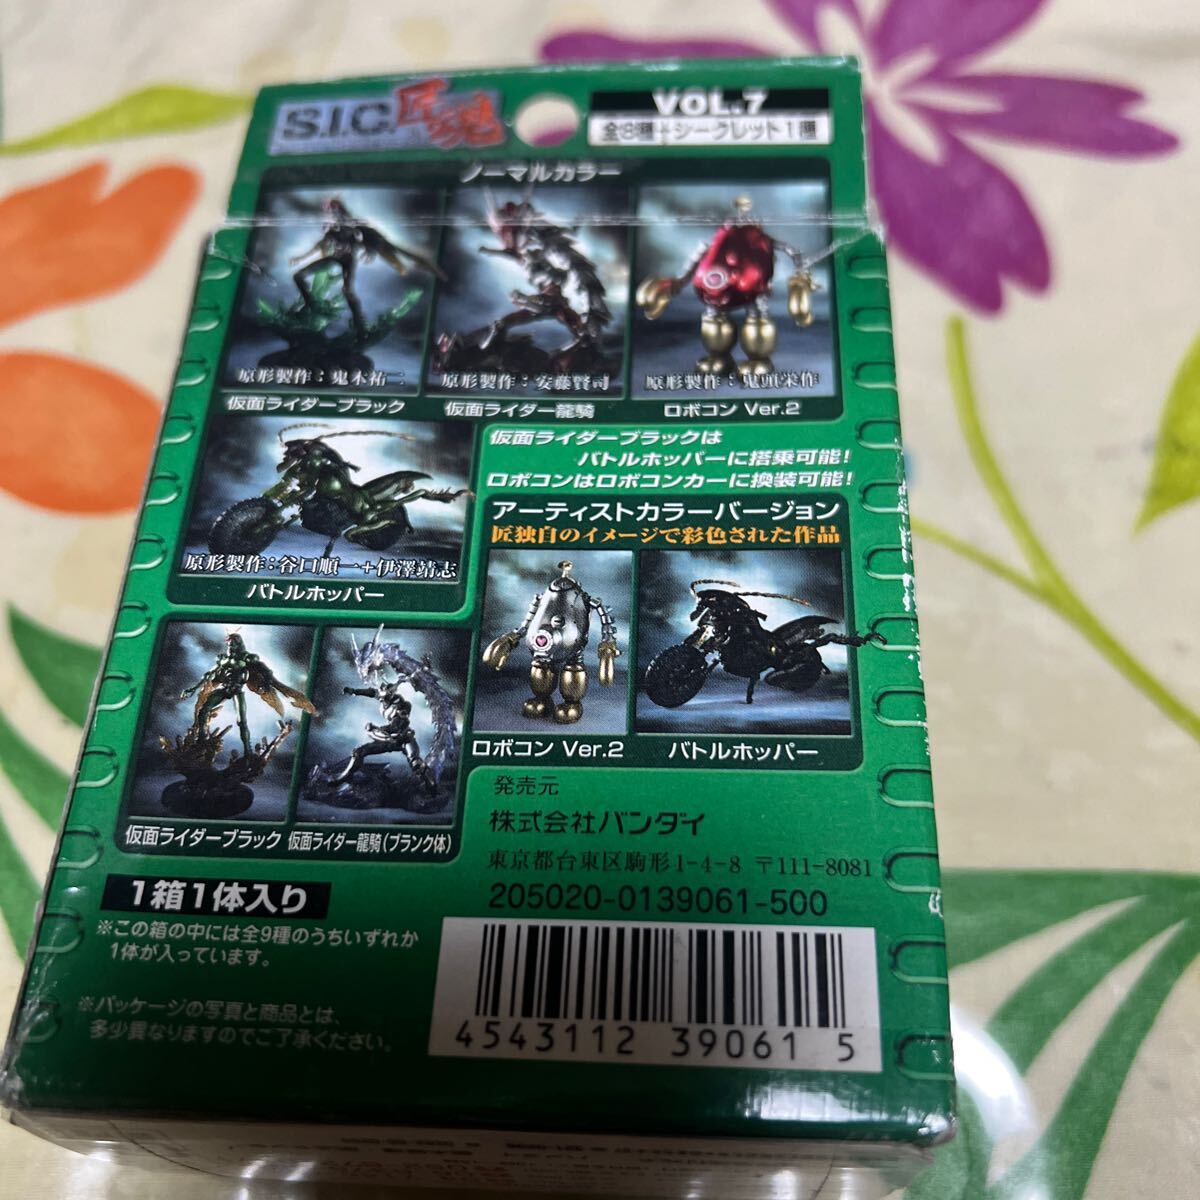 S.I.C.匠魂
VOL.7
全8種+シークレット1種
ノーマルカラー
原形製作：鬼木祐二
仮面ライダーブラック
原形製作：安藤賢司
仮面ライダー龍騎
原形製作：鬼頭栄作
ロボコン Ver.2
仮面ライダーブラックは
バトルホッパーに搭乗可能!
ロボコンはロボコンカーに換装可能!
原形製作：谷口順一+伊澤靖志
バトルホッパー
アーティストカラーバージョン
匠独自のイメージで彩色された作品
ロボコン Ver.2
バトルホッパー
仮面ライダーブラック
仮面ライダー龍騎(ブランク体)
発売元
株式会社バンダイ
東京都台東区駒形1-4-8 〒111-8081
205020-0139061-500
1箱1体入り
※この箱の中には全9種のうちいずれか
1体が入っています。
※パッケージの写真と商品とは、
多少異なりますのでご了承ください。
4543112 39061 5